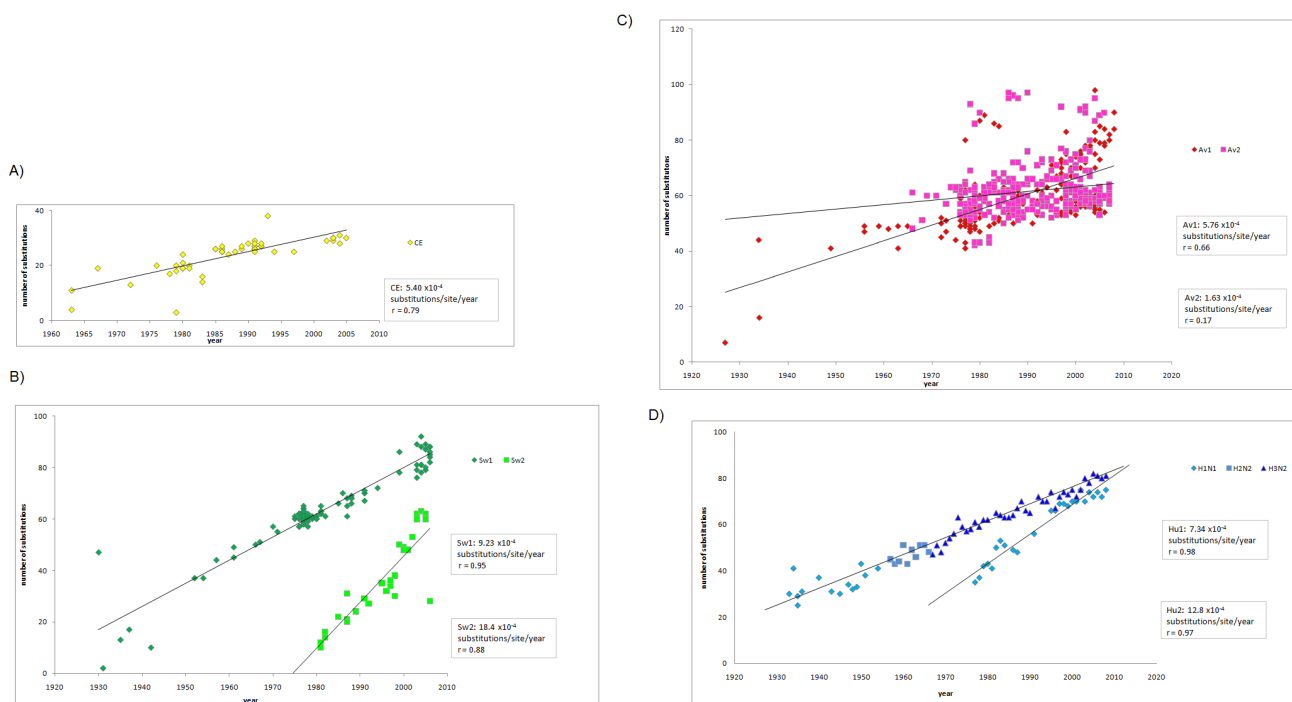 A)
number of substitutions
40
20
0
1960 1965 1970 1975 1980 1985 1990 1995 2000 2005 2010
year
CE
CE: 5.40 x10-4
substitutions/site/year
r = 0.79
B)
number of substitutions
100
80
60
40
20
0
1920 1930 1940 1950 1960 1970 1980 1990 2000 2010
year
Sw1 Sw2
Sw1: 9.23 x10-4
substitutions/site/year
r = 0.95
Sw2: 18.4 x10-4
substitutions/site/year
r = 0.88
C)
number of substitutions
120
100
80
60
40
20
0
1920 1930 1940 1950 1960 1970 1980 1990 2000 2010 2020
year
Av1 Av2
Av1: 5.76 x10-4
substitutions/site/year
r = 0.66
Av2: 1.63 x10-4
substitutions/site/year
r = 0.17
D)
number of substitutions
100
80
60
40
20
0
1920 1930 1940 1950 1960 1970 1980 1990 2000 2010 2020
year
H1N1 H2N2 H3N2
Hu1: 7.34 x10-4
substitutions/site/year
r = 0.98
Hu2: 12.8 x10-4
substitutions/site/year
r = 0.97